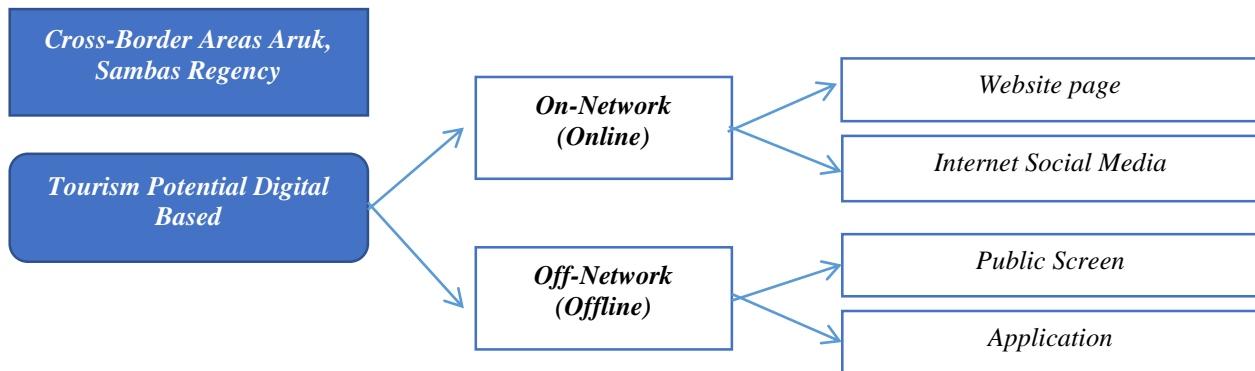 Cross-Border Areas Aruk,
Sambas Regency
Tourism Potential Digital
Based
On-Network
(Online)
Off-Network
(Offline)
Website page
Internet Social Media
Public Screen
Application